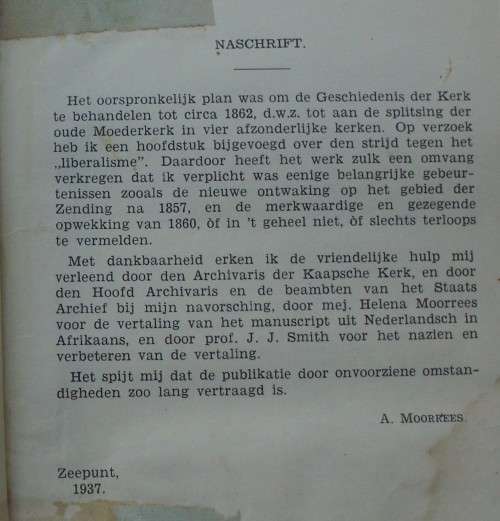 NASCHRIFT.
Het oorspronkelijk plan was om de Geschiedenis der Kerk
te behandelen tot circa 1862, d.w.z. tot aan de splitsing der
oude Moederkerk in vier afzonderlijke kerken. Op verzoek
heb ik een hoofdstuk bijgevoegd over den strijd tegen het
„liberalisme”. Daardoor heeft het werk zulk een omvang
verkregen dat ik verplicht was eenige belangrijke gebeur-
tenissen zooals de nieuwe ontwaking op het gebied der
Zending na 1857, en de merkwaardige en gezegende
opwekking van 1860, òf in 't geheel niet, òf slechts terloops
te vermelden.
Met dankbaarheid erken ik de vriendelijke hulp mij
verleend door den Archivaris der Kaapsche Kerk, en door
den Hoofd Archivaris en de beambten van het Staats
Archief bij mijn navorsching, door mej. Helena Moorrees
voor de vertaling van het manuscript uit Nederlandsch in
Afrikaans, en door prof. J. J. Smith voor het nazien en
verbeteren van de vertaling.
Het spijt mij dat de publikatie door onvoorziene omstan-
digheden zoo lang vertraagd is.
A. Moorrees.
Zeepunt,
1937.